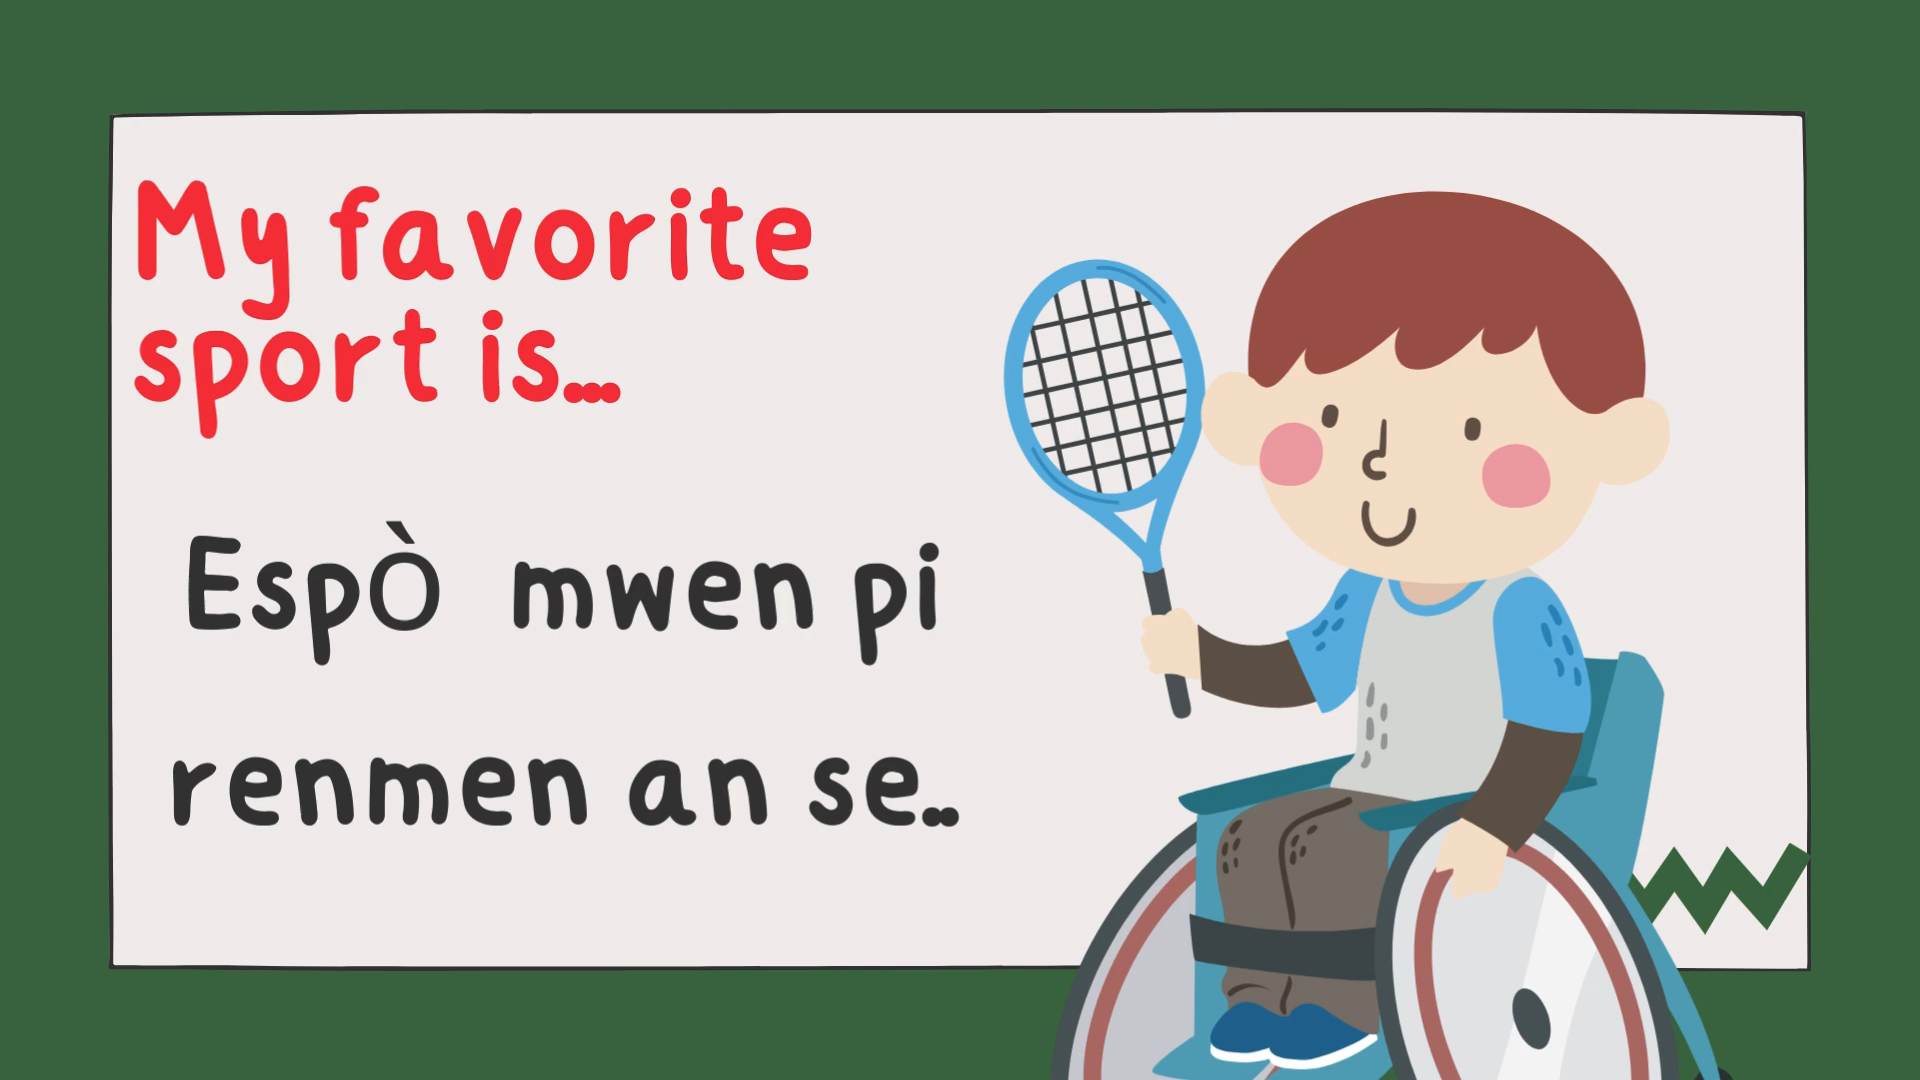 My favorite
sport is...
EspÒ mwen pi
renmen an se..